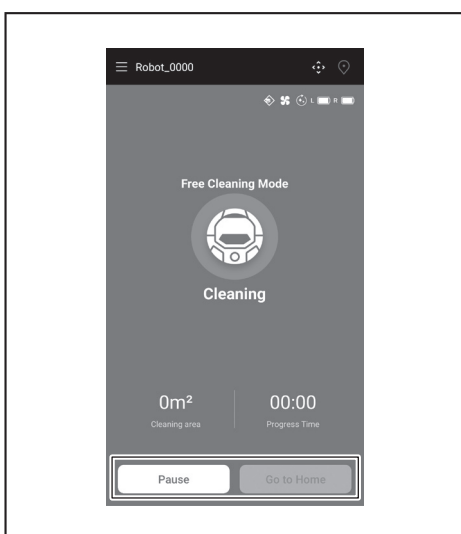 Robot_0000
L R
Free Cleaning Mode
Cleaning
0m² 00:00
Cleaning area Progress Time
Pause Go to Home